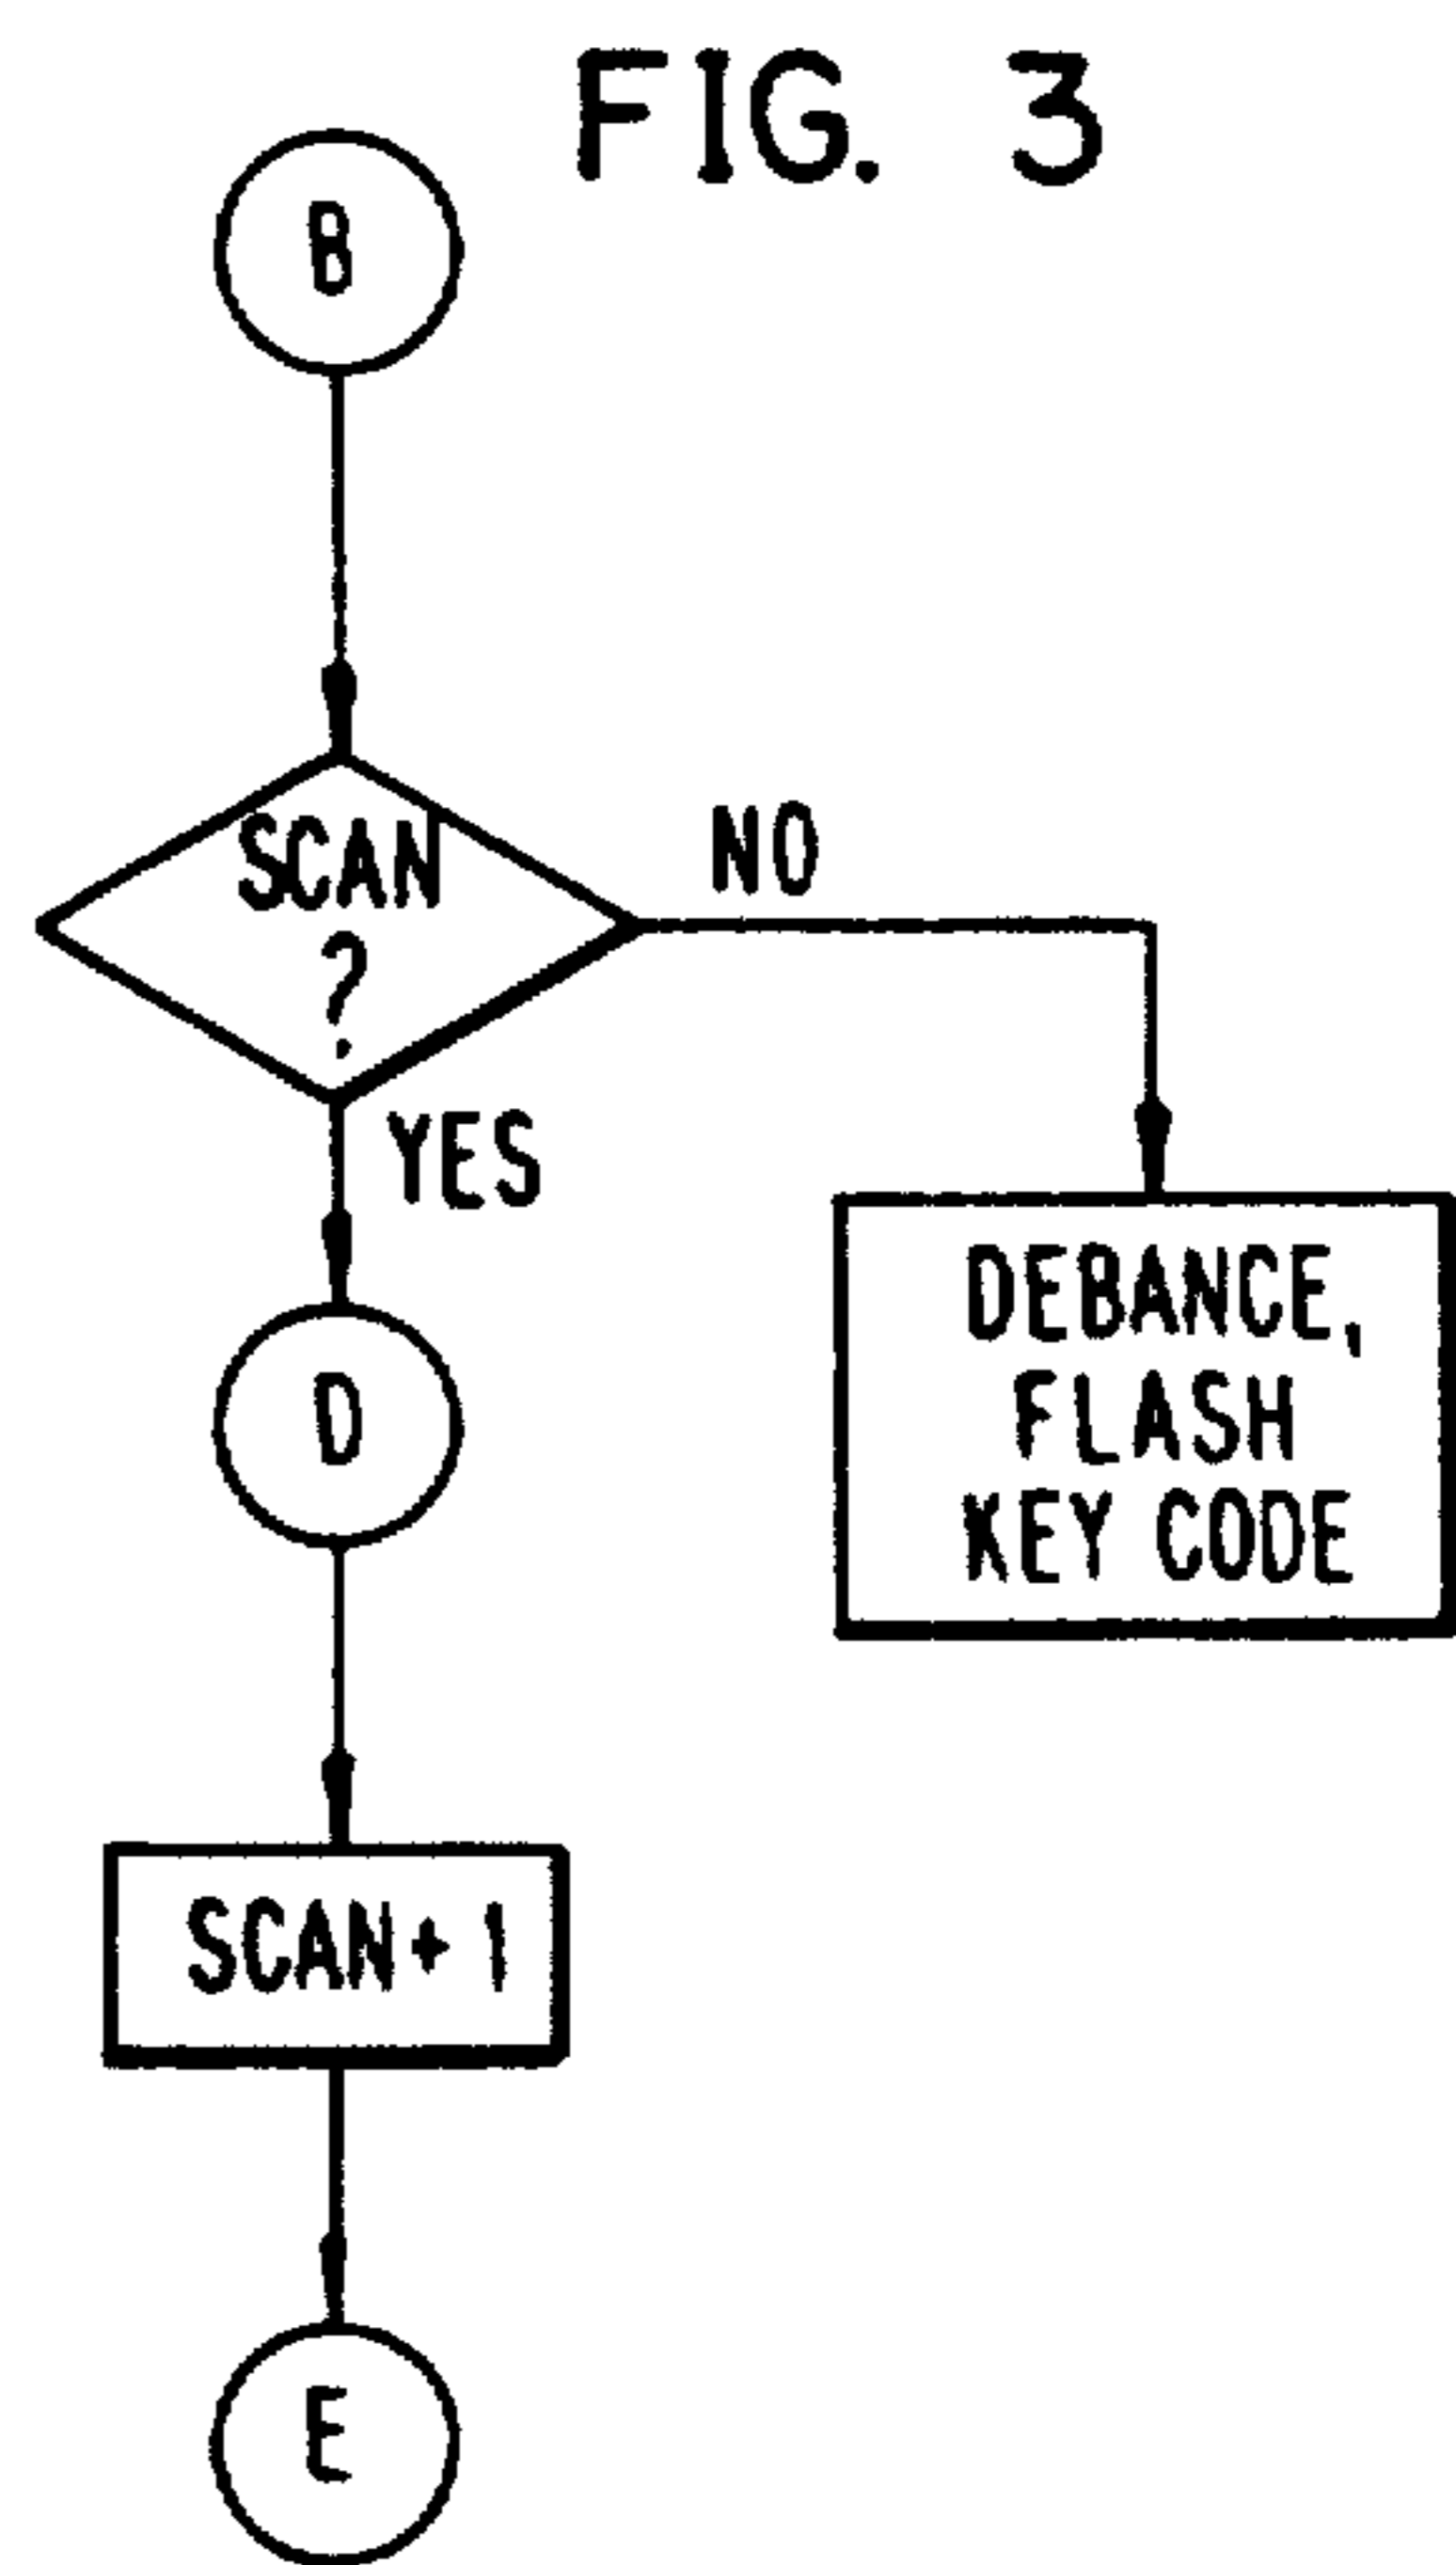 FIG. 3
B
SCAN
?
NO
YES
DEBANCE,
FLASH
KEY CODE
D
SCAN + 1
E